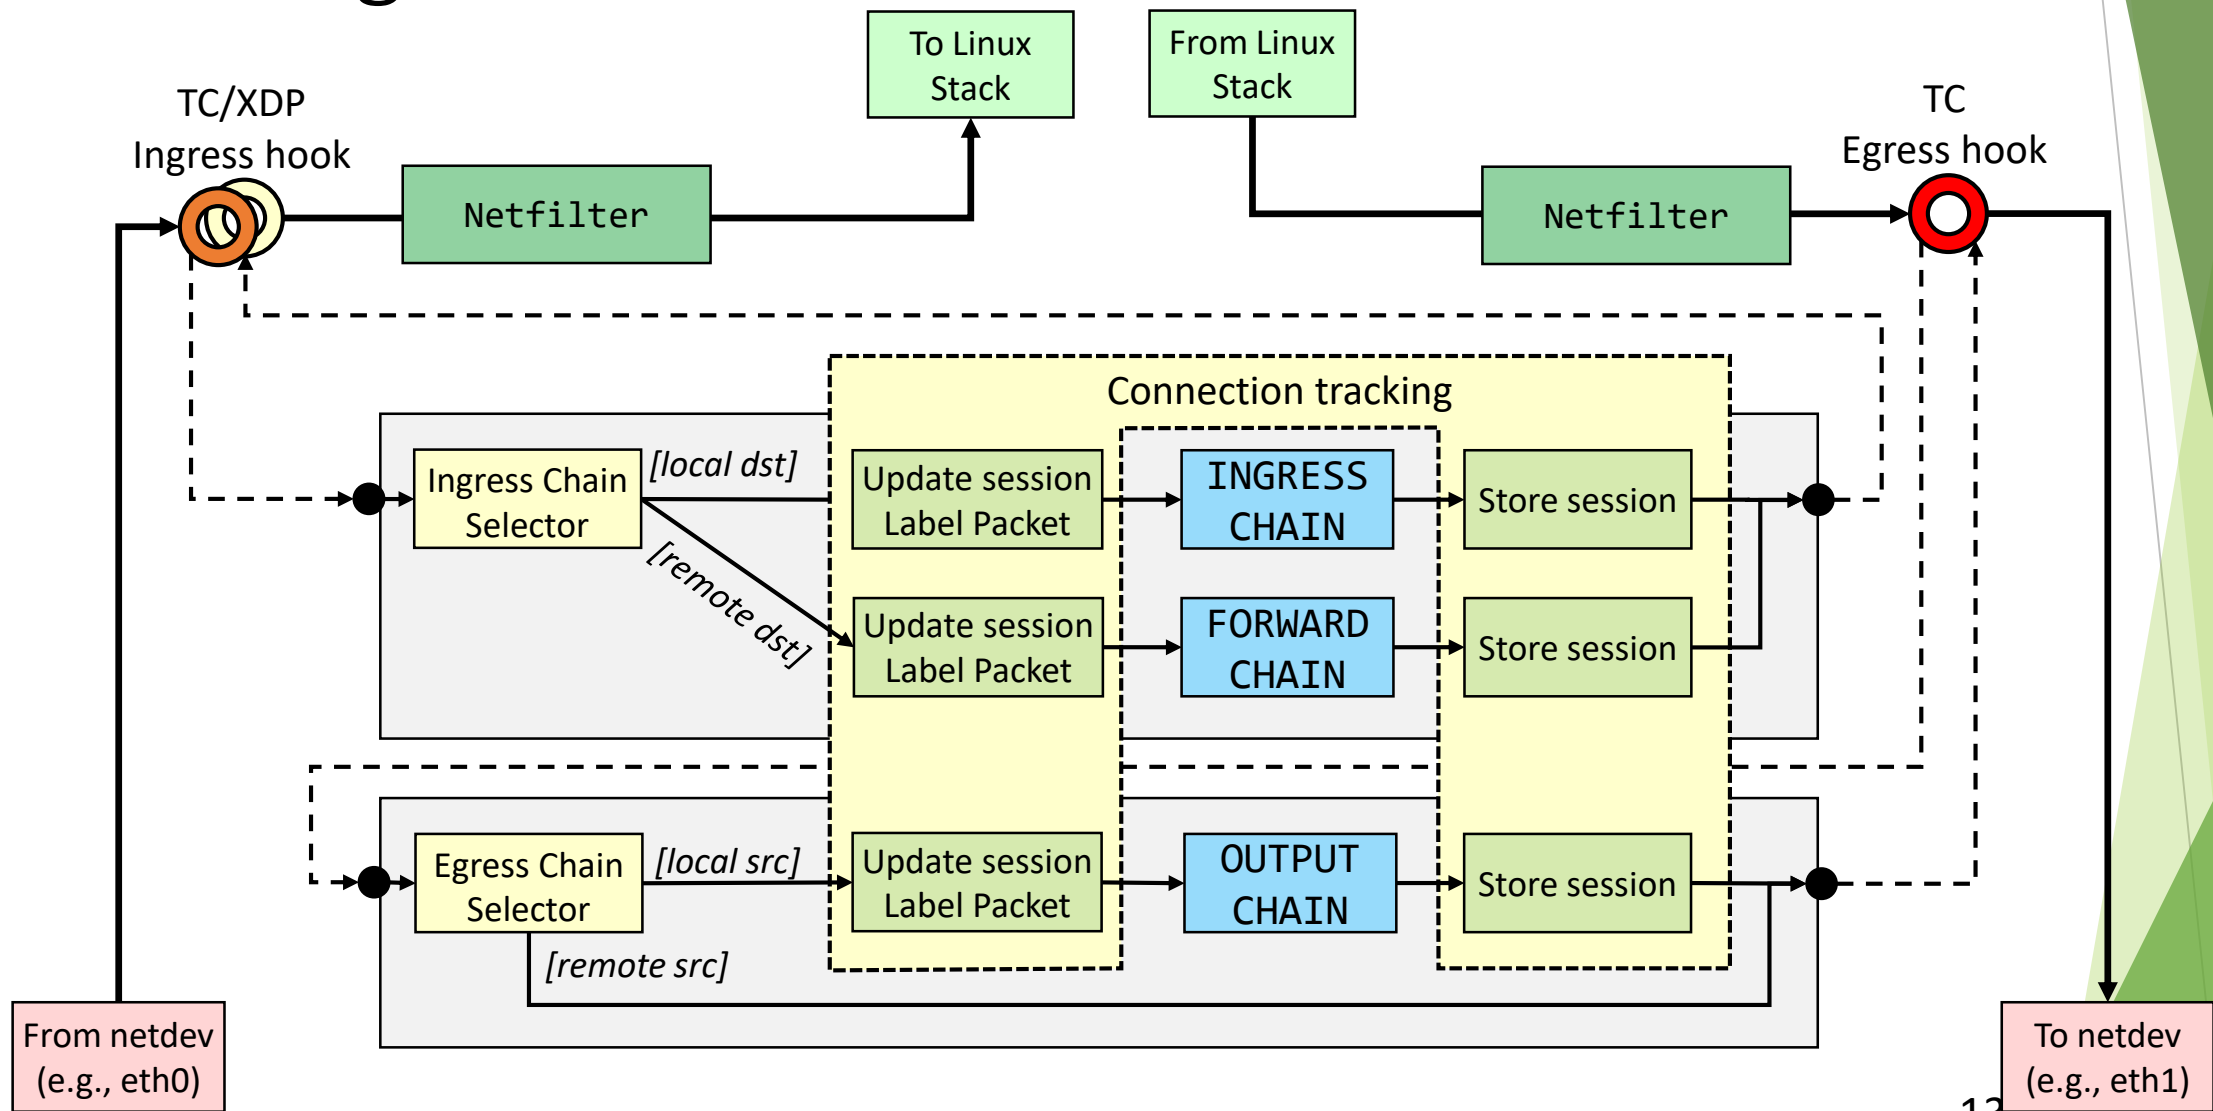 To Linux
Stack
From Linux
Stack
TC/XDP
Ingress hook
TC
Egress hook
Netfilter
Netfilter
Connection tracking
Ingress Chain
Selector
[local dst]
[remote dst]
Update session
Label Packet
INGRESS
CHAIN
Store session
Update session
Label Packet
FORWARD
CHAIN
Store session
Egress Chain
Selector
[local src]
[remote src]
Update session
Label Packet
OUTPUT
CHAIN
Store session
From netdev
(e.g., eth0)
To netdev
(e.g., eth1)